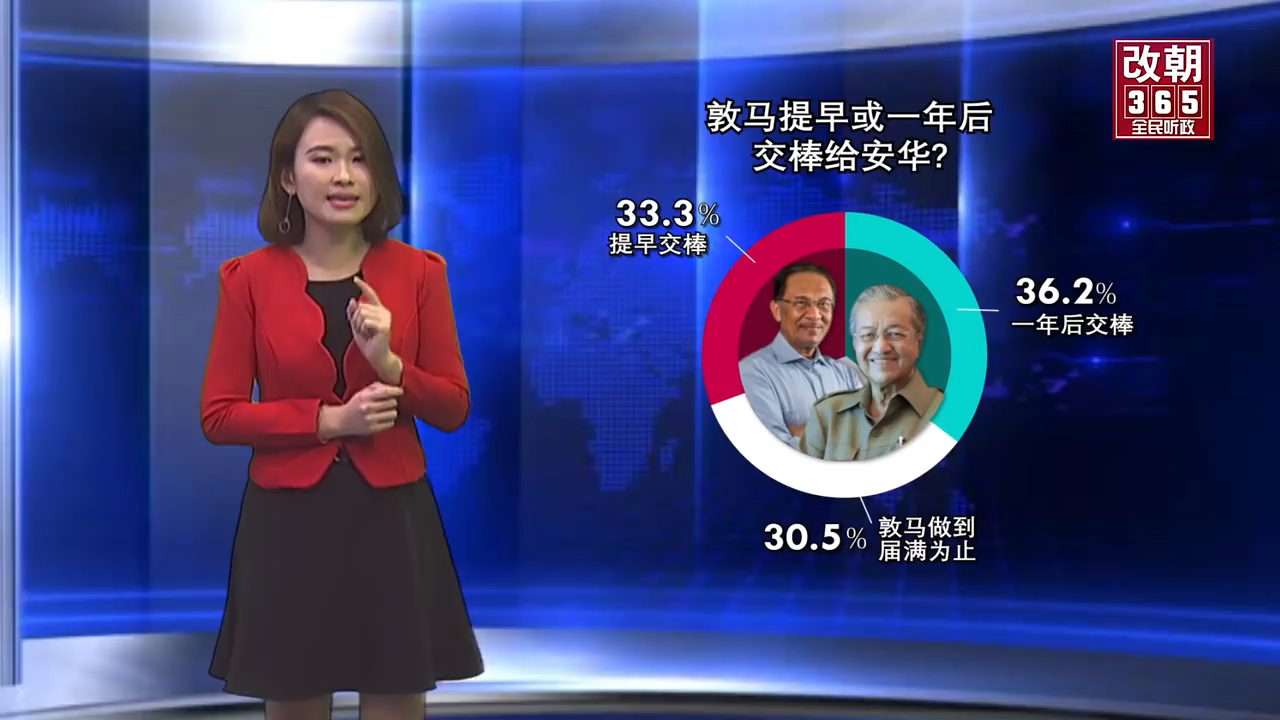 改朝
365
全民听政
敦马提早或一年后
交棒给安华?
33.3%
提早交棒
36.2%
一年后交棒
30.5%
敦马做到
届满为止